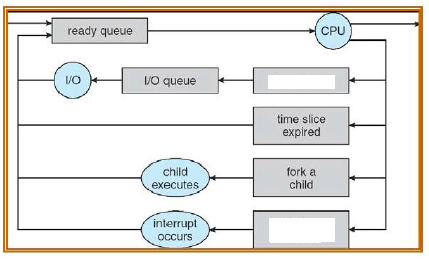 ready queue
CPU
I/O
I/O queue
time slice
expired
child
executes
fork a
child
interrupt
occurs